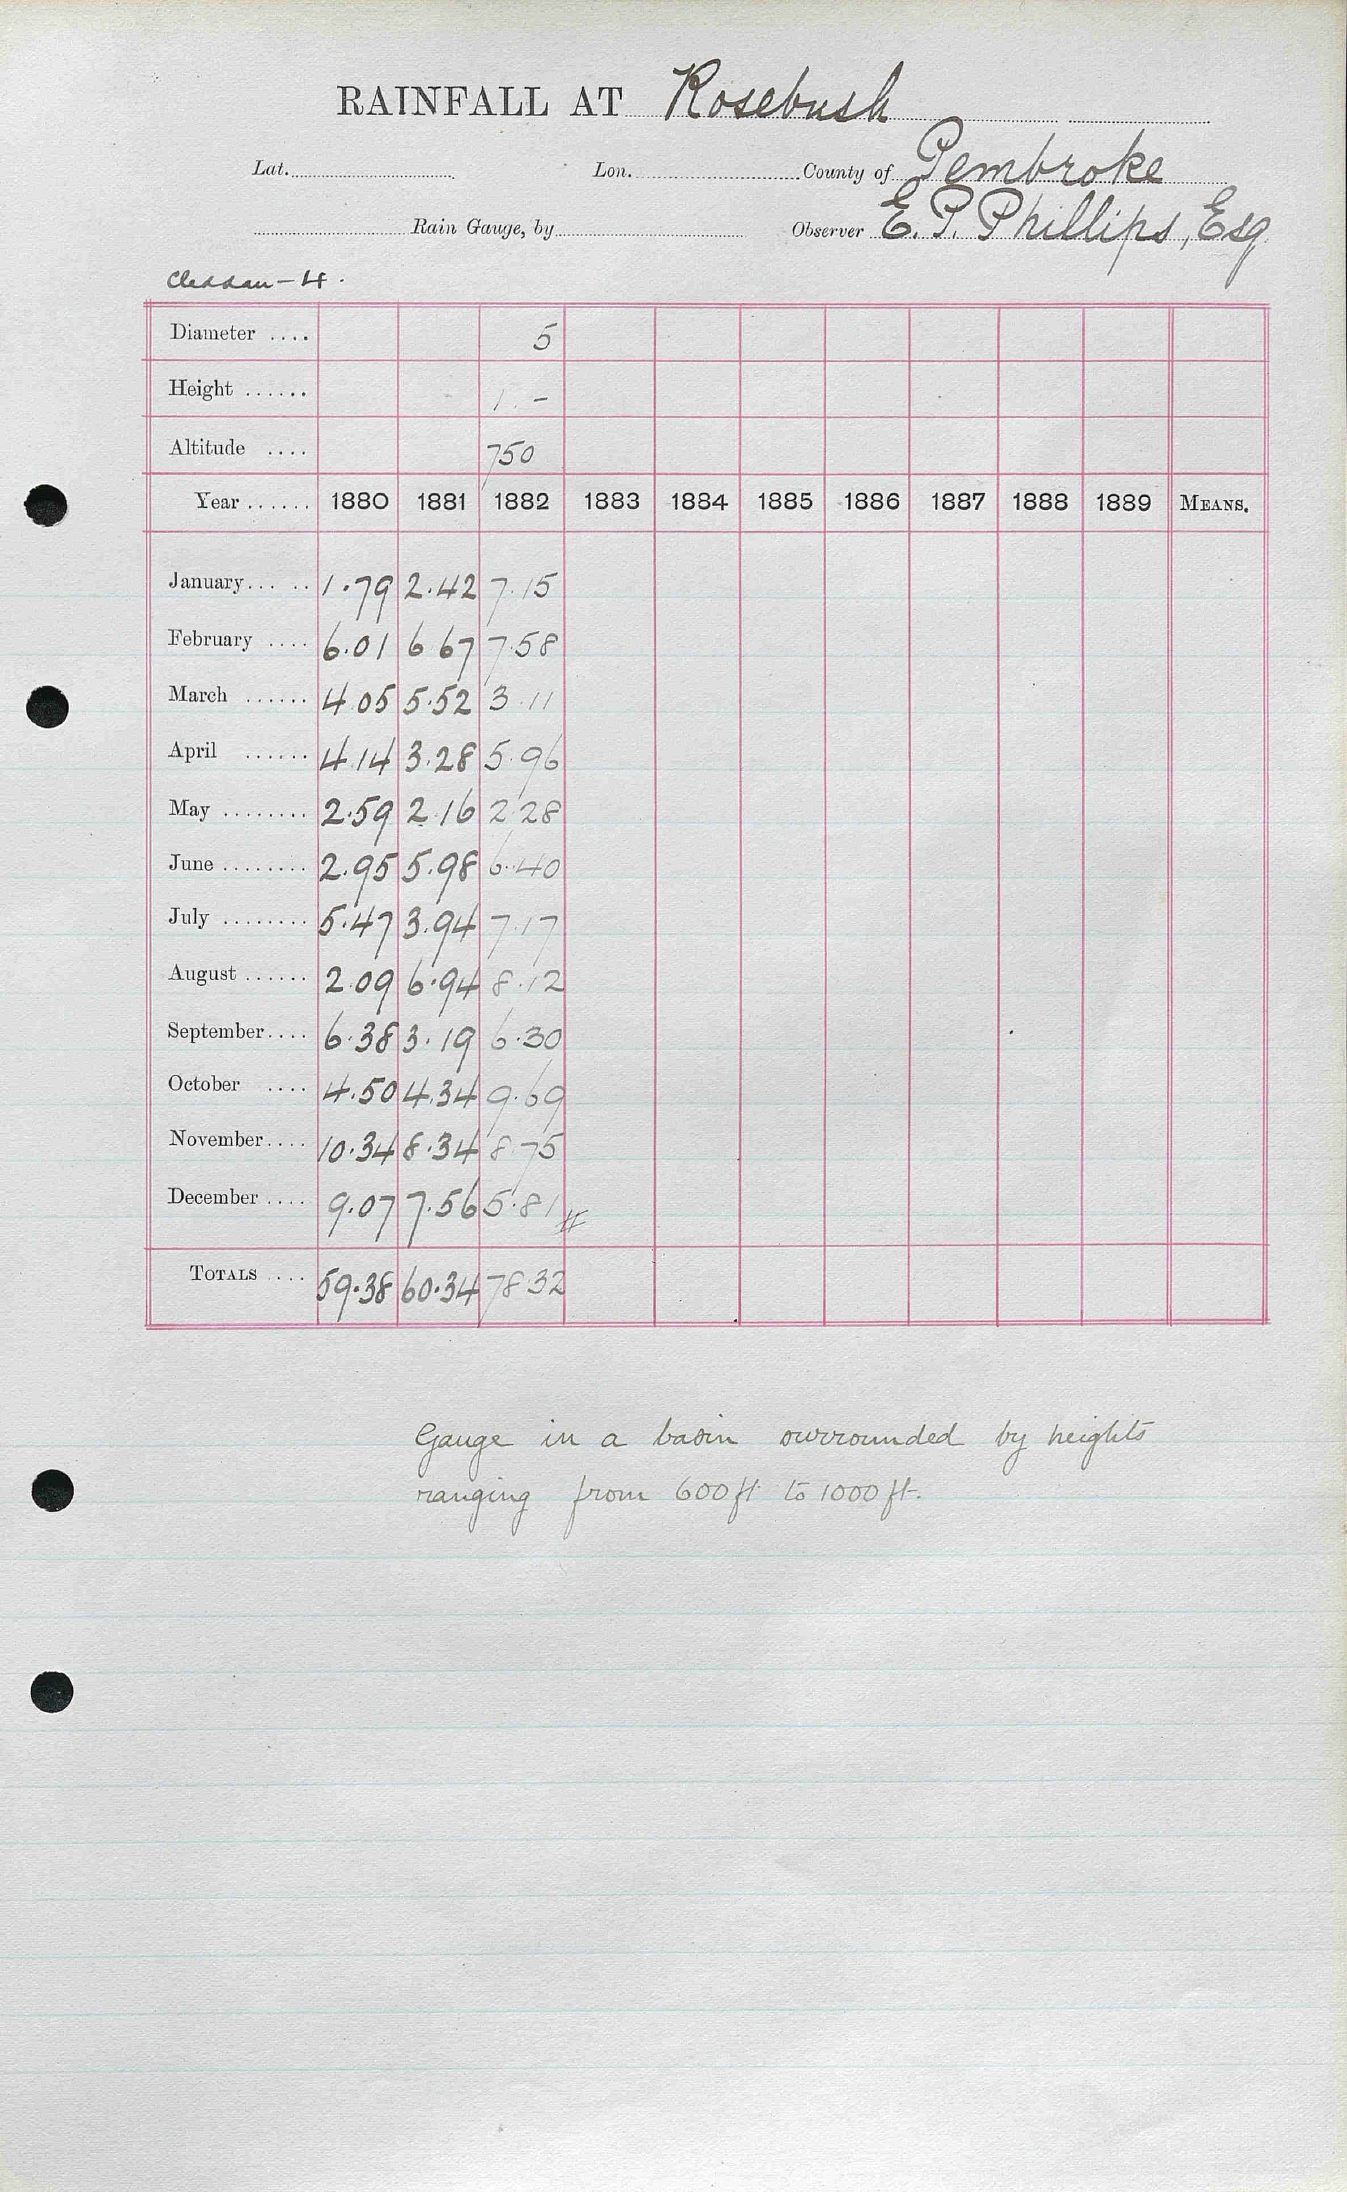 RAINFALL AT Rosebush
Lat. Lon. County of Pembroke
Rain Gauge, by Observer E. P. Phillips, Esq
Cleddau - 4.
Diameter .... 5
Height ...... 1 . -
Altitude .... 750
Year ...... 1880 1881 1882 1883 1884 1885 1886 1887 1888 1889 MEANS.
January ..... 1.79 2.42 7.15
February .... 6.01 6 67 7.58
March ...... 4.05 5.52 3.11
April ...... 4.14 3.28 5.96
May ........ 2.59 2.16 2.28
June ........ 2.95 5.98 6.40
July ........ 5.47 3.94 7.17
August ...... 2.09 6.94 8.12
September.... 6.38 3.19 6.30
October .... 4.50 4.34 9.69
November.... 10.34 8.34 8.75
December .... 9.07 7.56 5.81 #
TOTALS .... 59.38 60.34 78.32
Gauge in a basin surrounded by heights
ranging from 600 ft to 1000 ft.